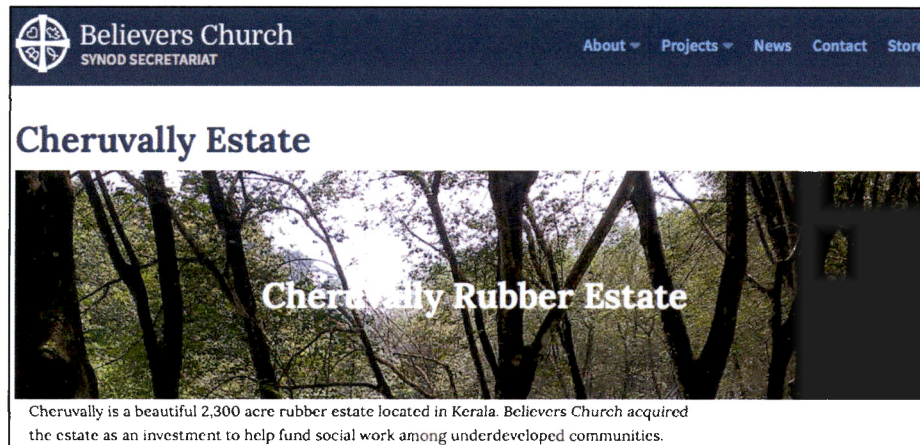 Believers Church
SYNOD SECRETARIAT
About Projects News Contact Store
Cheruvally Estate
Cheruvally Rubber Estate
Cheruvally is a beautiful 2,300 acre rubber estate located in Kerala. Believers Church acquired
the estate as an investment to help fund social work among underdeveloped communities.